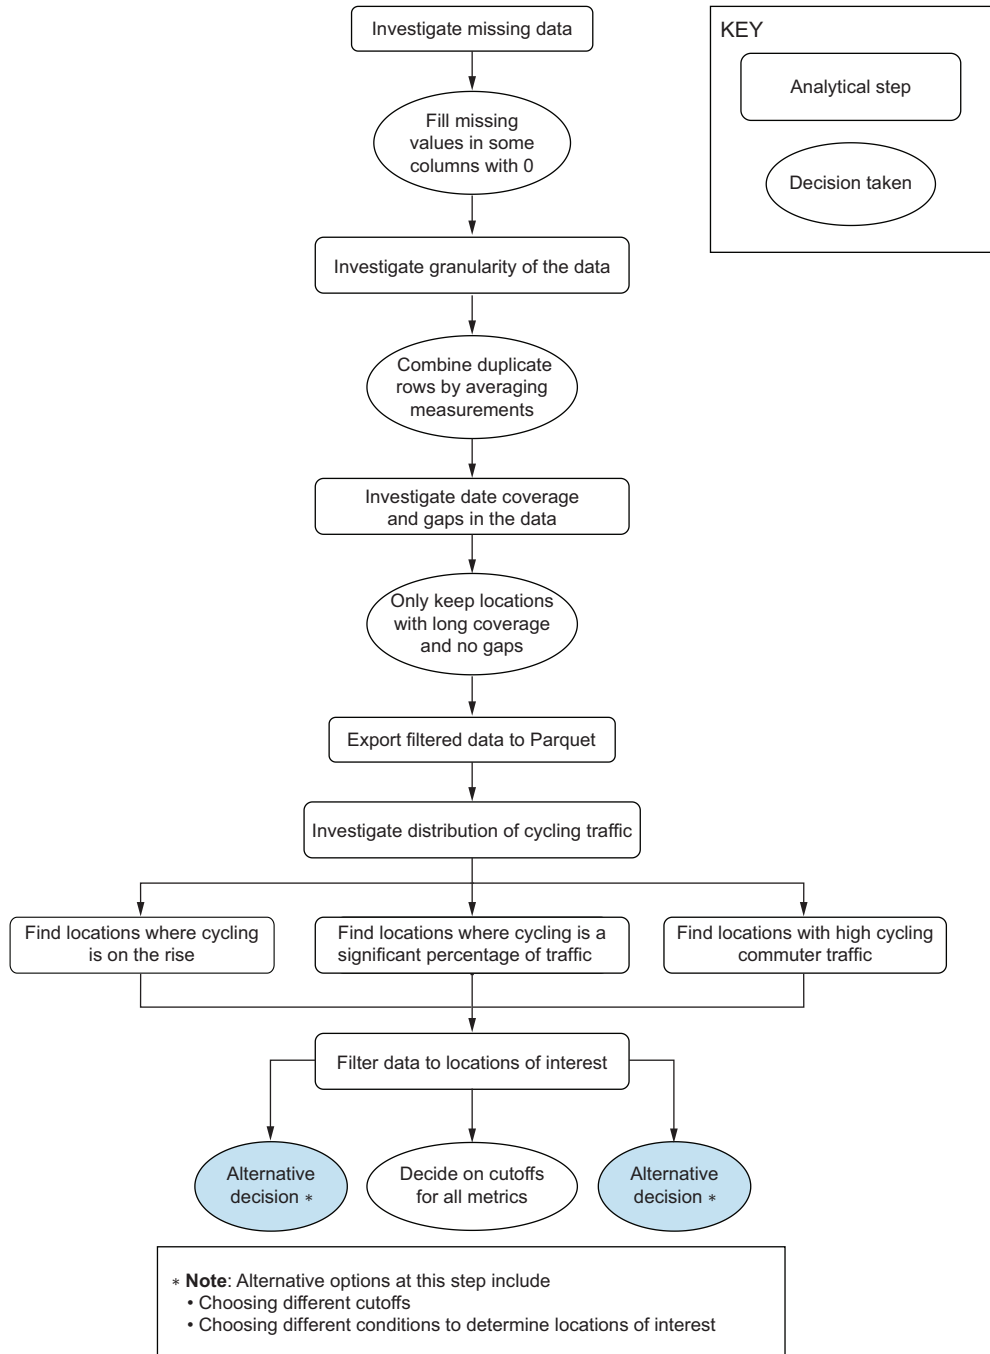 Investigate missing data
KEY
Analytical step
Decision taken
Fill missing
values in some
columns with 0
Investigate granularity of the data
Combine duplicate
rows by averaging
measurements
Investigate date coverage
and gaps in the data
Only keep locations
with long coverage
and no gaps
Export filtered data to Parquet
Investigate distribution of cycling traffic
Find locations where cycling
is on the rise
Find locations where cycling is a
significant percentage of traffic
Find locations with high cycling
commuter traffic
Filter data to locations of interest
Alternative
decision *
Decide on cutoffs
for all metrics
Alternative
decision *
* Note: Alternative options at this step include
• Choosing different cutoffs
• Choosing different conditions to determine locations of interest